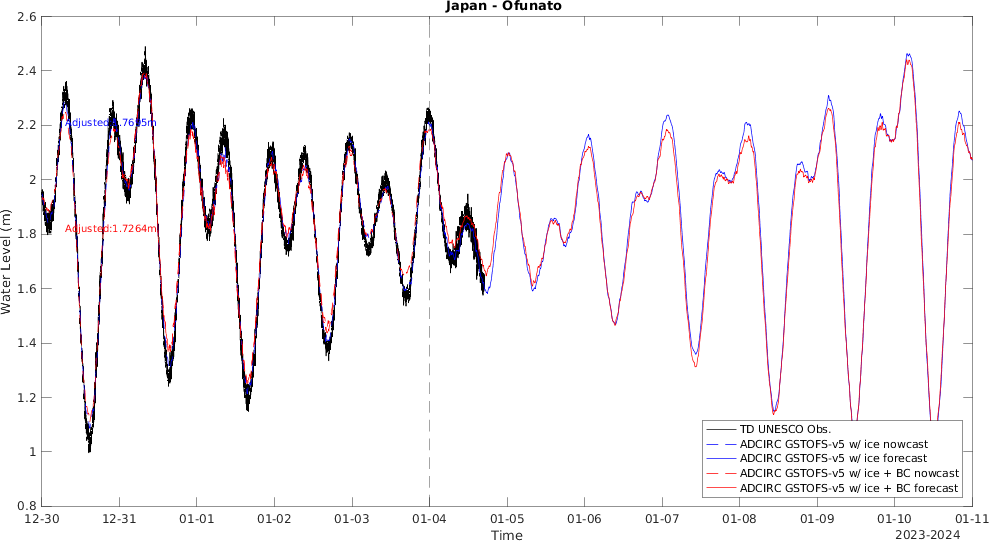 Japan - Ofunato
2.6
2.4
2.2
2
1.8
1.6
1.4
1.2
1
0.8
Water Level (m)
Adjusted:1.7605m
Adjusted:1.7264m
TD UNESCO Obs.
ADCIRC GSTOFS-v5 w/ ice nowcast
ADCIRC GSTOFS-v5 w/ ice forecast
ADCIRC GSTOFS-v5 w/ ice + BC nowcast
ADCIRC GSTOFS-v5 w/ ice + BC forecast
12-30 12-31 01-01 01-02 01-03 01-04 01-05 01-06 01-07 01-08 01-09 01-10 01-11
Time
2023-2024